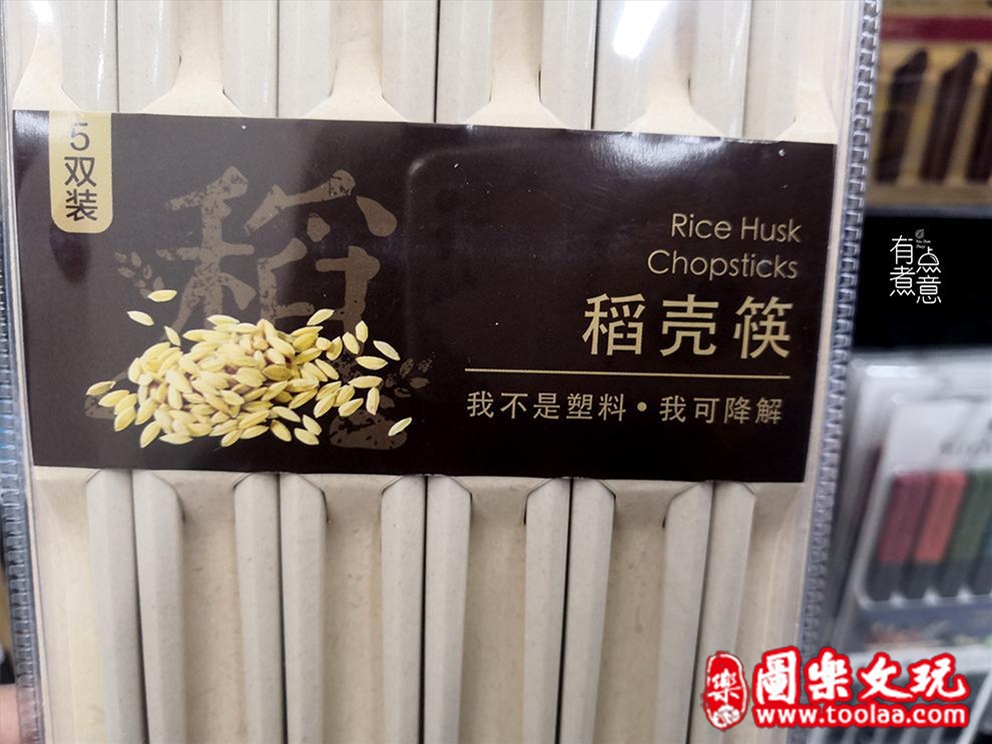 5双装
稻
Rice Husk
Chopsticks
稻壳筷
我不是塑料·我可降解
有点煮意
樂
圖樂文玩
www.toolaa.com